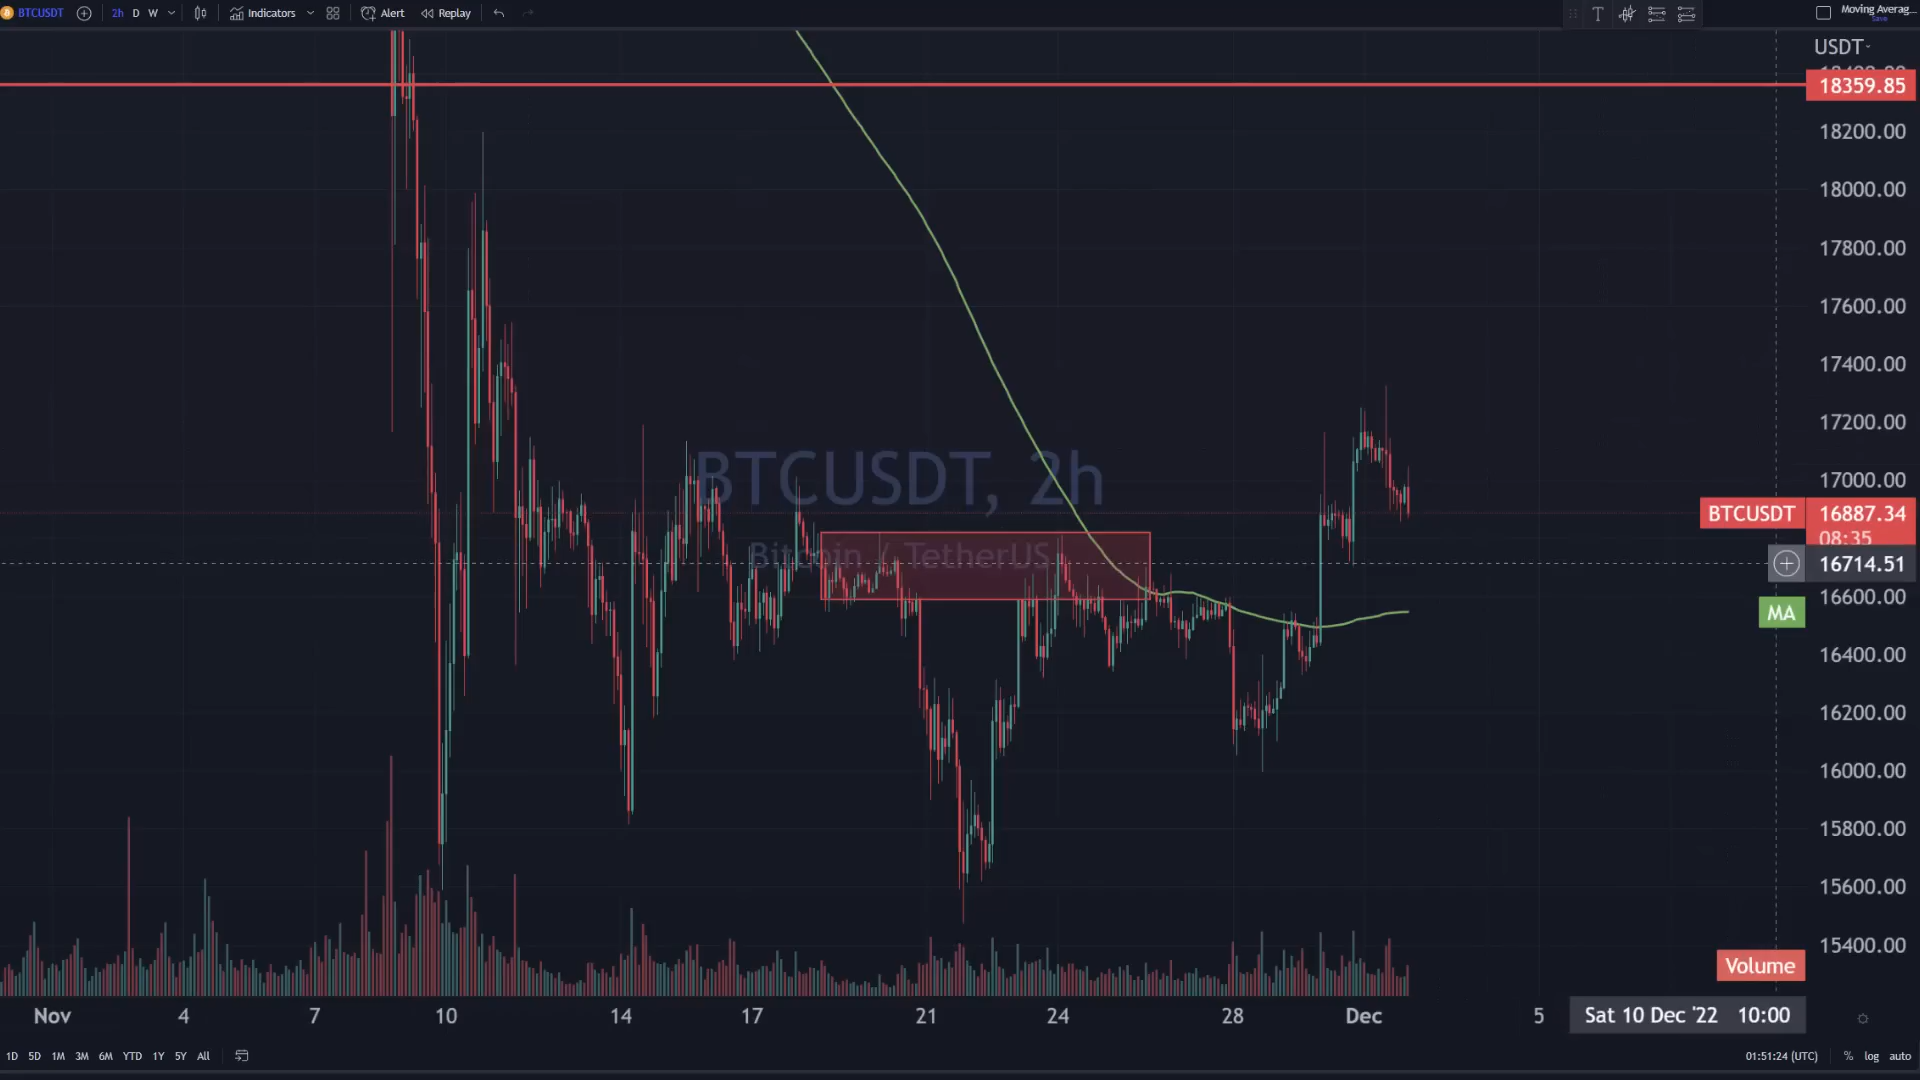 BTCUSDT 2h D W Indicators Alert Replay
Moving Averag...
Save
USDT
18359.85
18200.00
18000.00
17800.00
17600.00
17400.00
17200.00
17000.00
BTCUSDT 16887.34
08:35
16714.51
16600.00
MA
16400.00
16200.00
16000.00
15800.00
15600.00
15400.00
BTCUSDT, 2h
Bitcoin / TetherUS
Volume
Nov 4 7 10 14 17 21 24 28 Dec 5 Sat 10 Dec '22 10:00
1D 5D 1M 3M 6M YTD 1Y 5Y All 01:51:24 (UTC) % log auto